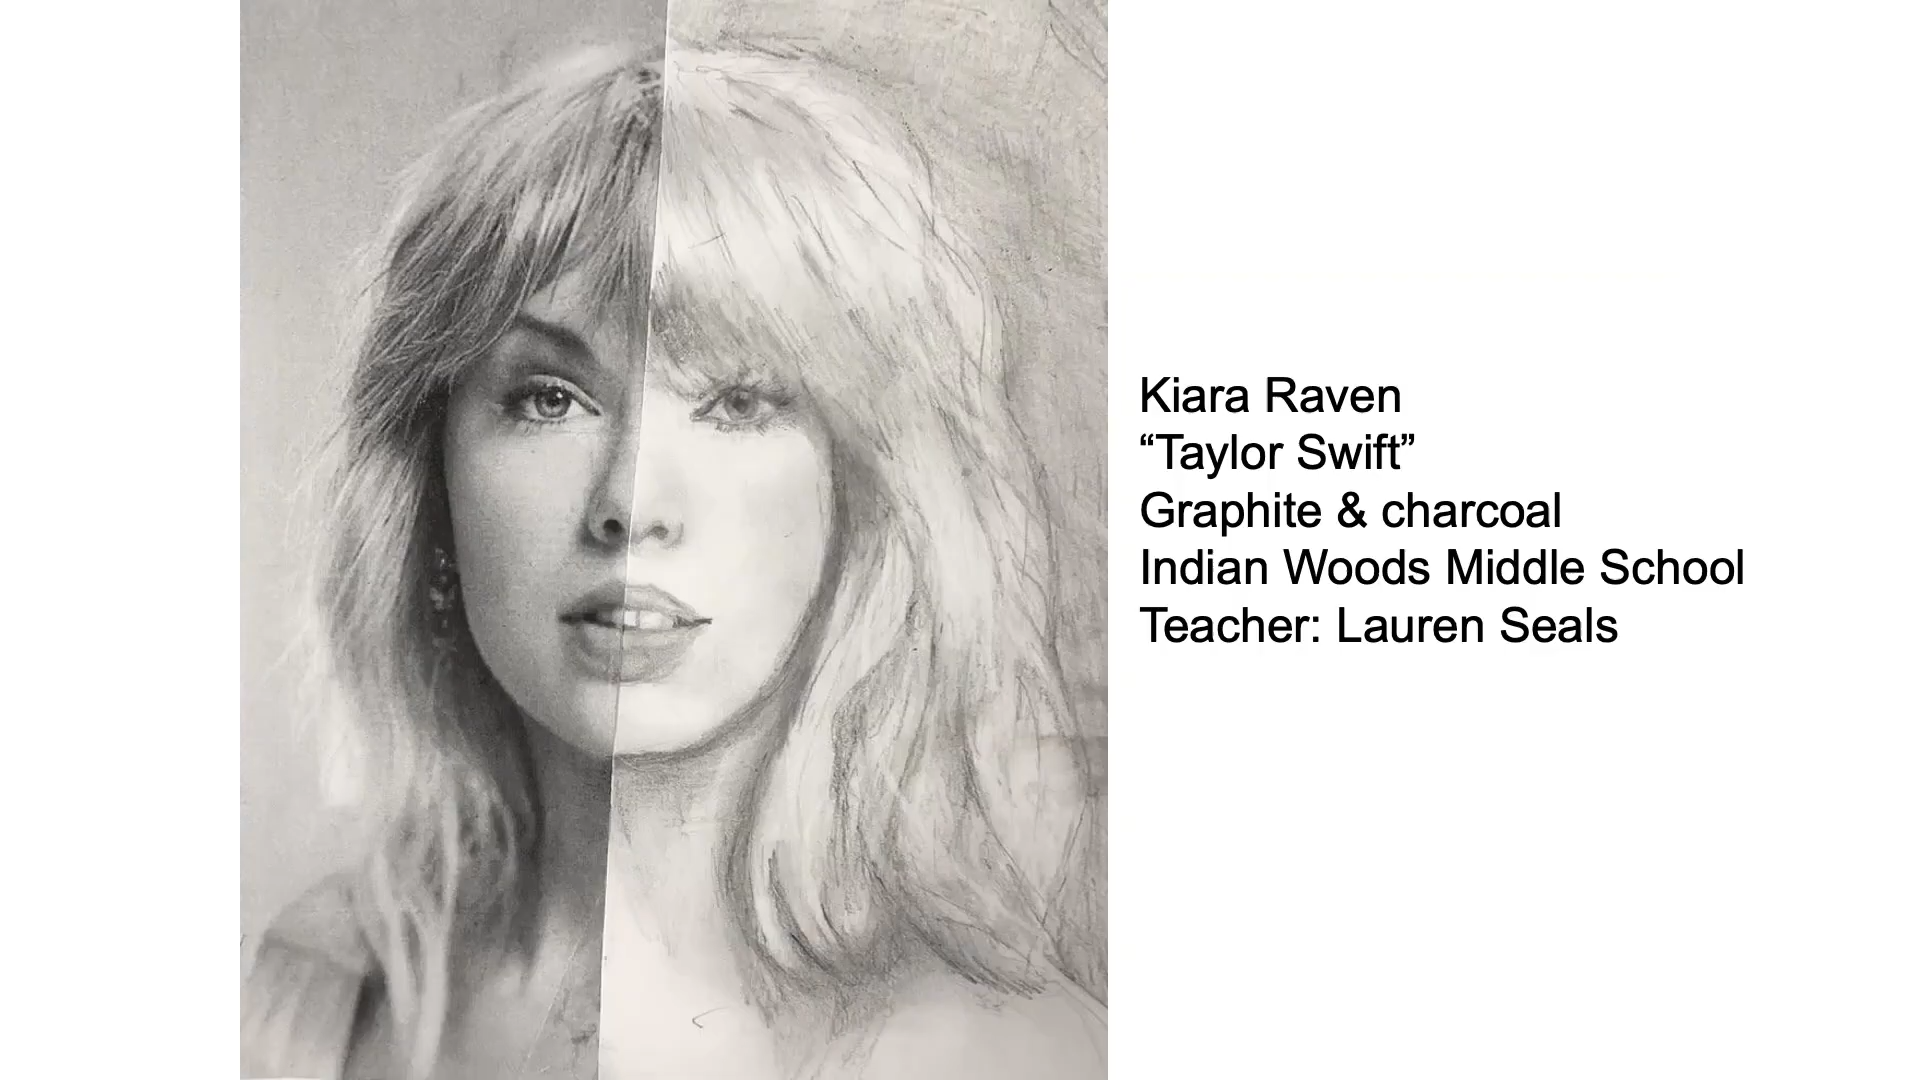 Kiara Raven
“Taylor Swift”
Graphite & charcoal
Indian Woods Middle School
Teacher: Lauren Seals